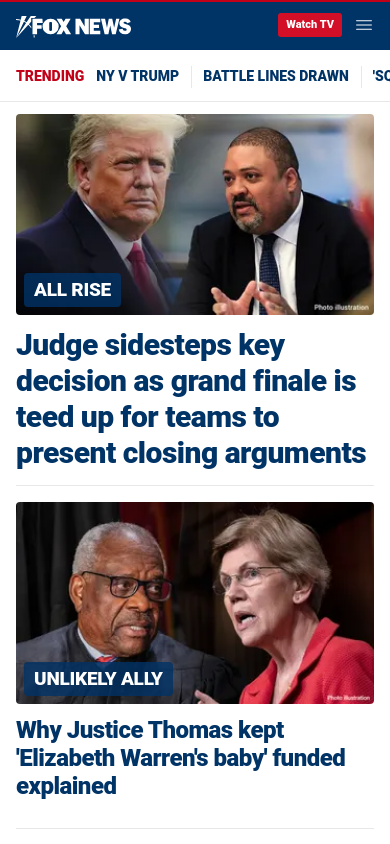 FOX NEWS
Watch TV
TRENDING NY V TRUMP BATTLE LINES DRAWN 'SC
ALL RISE
Photo illustration
Judge sidesteps key
decision as grand finale is
teed up for teams to
present closing arguments
UNLIKELY ALLY
Photo illustration
Why Justice Thomas kept
'Elizabeth Warren's baby' funded
explained